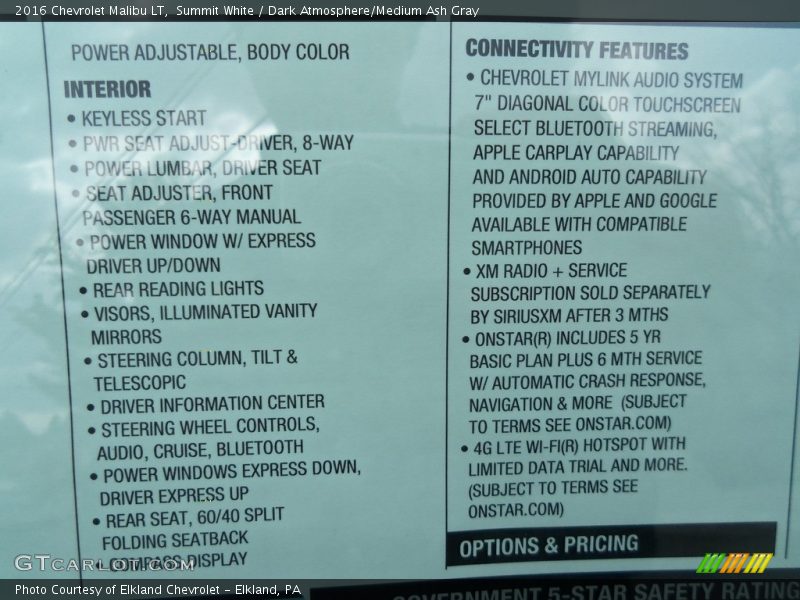 2016 Chevrolet Malibu LT, Summit White / Dark Atmosphere/Medium Ash Gray
POWER ADJUSTABLE, BODY COLOR
INTERIOR
• KEYLESS START
• PWR SEAT ADJUST-DRIVER, 8-WAY
• POWER LUMBAR, DRIVER SEAT
• SEAT ADJUSTER, FRONT
PASSENGER 6-WAY MANUAL
• POWER WINDOW W/ EXPRESS
DRIVER UP/DOWN
• REAR READING LIGHTS
• VISORS, ILLUMINATED VANITY
MIRRORS
• STEERING COLUMN, TILT &
TELESCOPIC
• DRIVER INFORMATION CENTER
• STEERING WHEEL CONTROLS,
AUDIO, CRUISE, BLUETOOTH
• POWER WINDOWS EXPRESS DOWN,
DRIVER EXPRESS UP
• REAR SEAT, 60/40 SPLIT
FOLDING SEATBACK
• COMPASS DISPLAY
CONNECTIVITY FEATURES
• CHEVROLET MYLINK AUDIO SYSTEM
7" DIAGONAL COLOR TOUCHSCREEN
SELECT BLUETOOTH STREAMING,
APPLE CARPLAY CAPABILITY
AND ANDROID AUTO CAPABILITY
PROVIDED BY APPLE AND GOOGLE
AVAILABLE WITH COMPATIBLE
SMARTPHONES
• XM RADIO + SERVICE
SUBSCRIPTION SOLD SEPARATELY
BY SIRIUSXM AFTER 3 MTHS
• ONSTAR(R) INCLUDES 5 YR
BASIC PLAN PLUS 6 MTH SERVICE
W/ AUTOMATIC CRASH RESPONSE,
NAVIGATION & MORE (SUBJECT
TO TERMS SEE ONSTAR.COM)
• 4G LTE WI-FI(R) HOTSPOT WITH
LIMITED DATA TRIAL AND MORE.
(SUBJECT TO TERMS SEE
ONSTAR.COM)
OPTIONS & PRICING
GOVERNMENT 5-STAR SAFETY RATING
GTCARLOT.COM
Photo Courtesy of Elkland Chevrolet - Elkland, PA